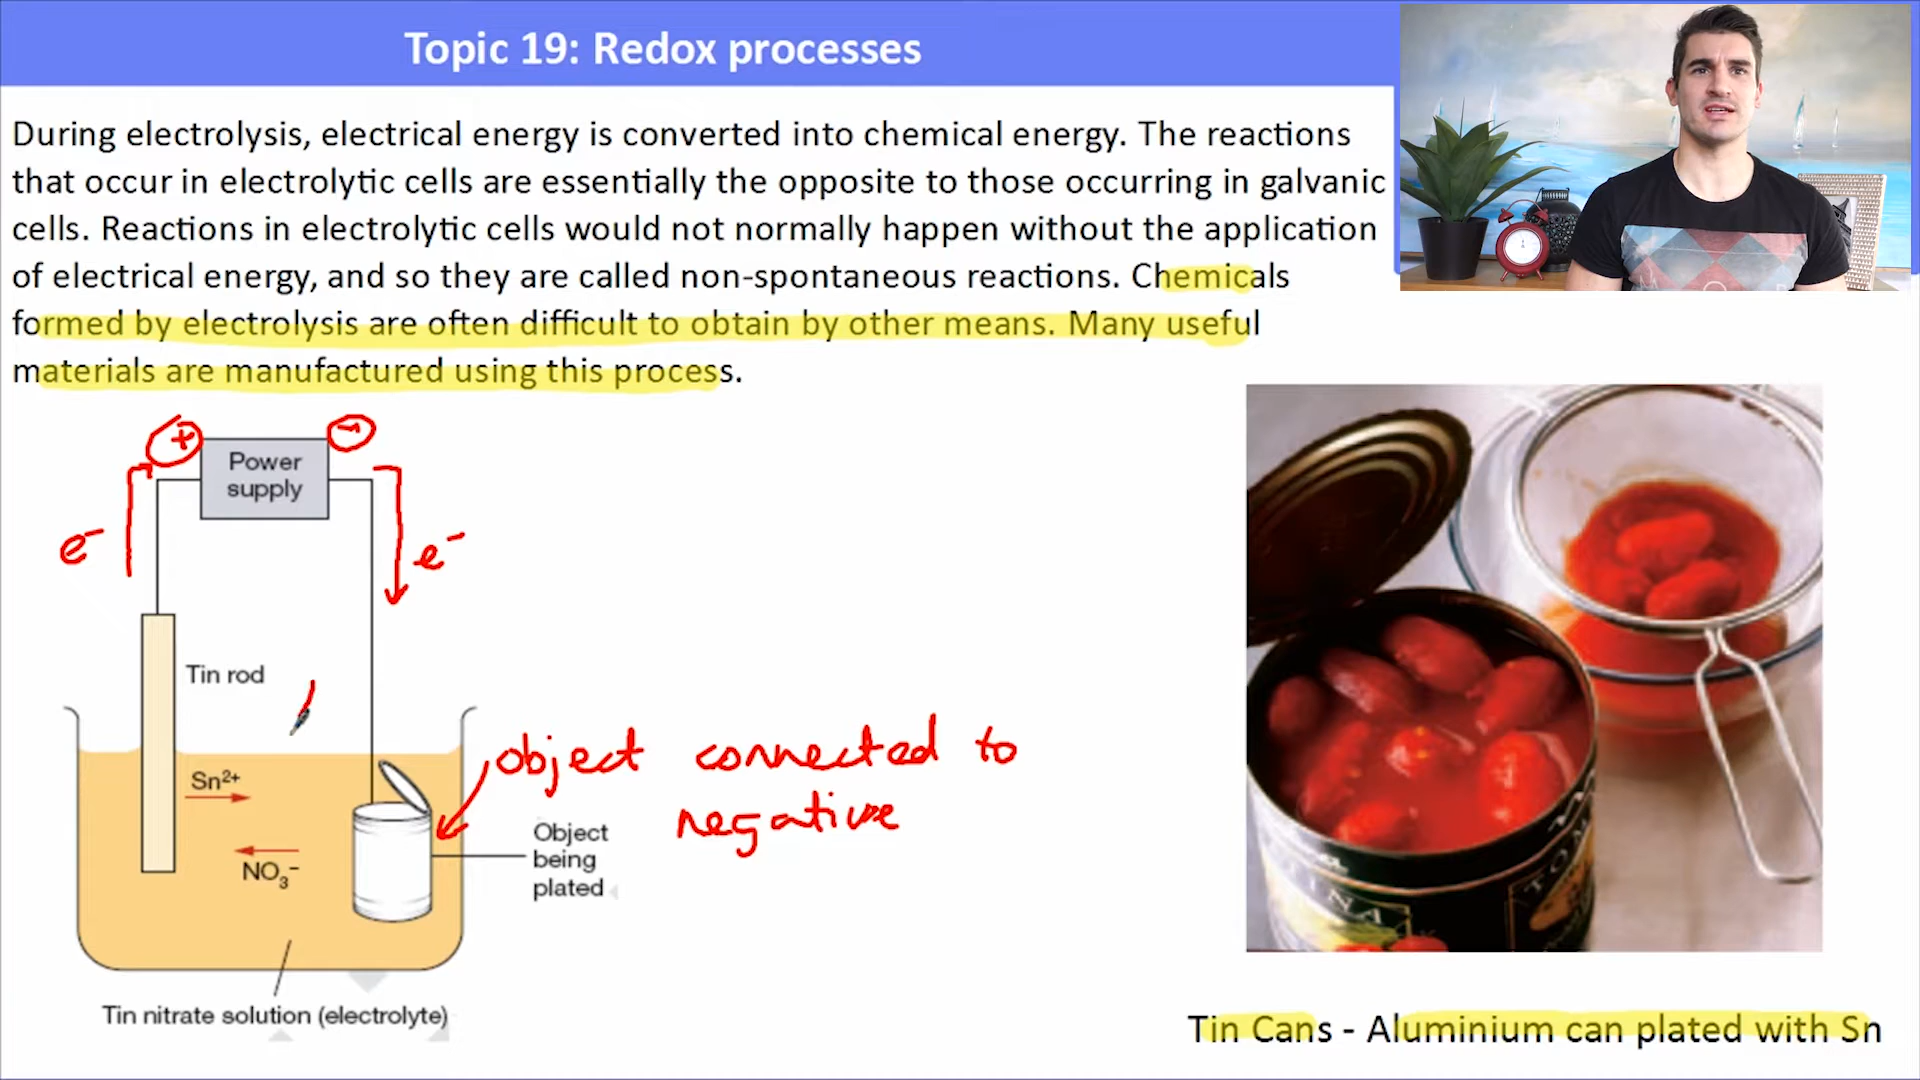 Topic 19: Redox processes
During electrolysis, electrical energy is converted into chemical energy. The reactions
that occur in electrolytic cells are essentially the opposite to those occurring in galvanic
cells. Reactions in electrolytic cells would not normally happen without the application
of electrical energy, and so they are called non-spontaneous reactions. Chemicals
formed by electrolysis are often difficult to obtain by other means. Many useful
materials are manufactured using this process.
+
-
Power
supply
e⁻
e⁻
Tin rod
Sn²⁺
NO₃⁻
object connected to
negative
Object
being
plated
Tin nitrate solution (electrolyte)
Tin Cans - Aluminium can plated with Sn